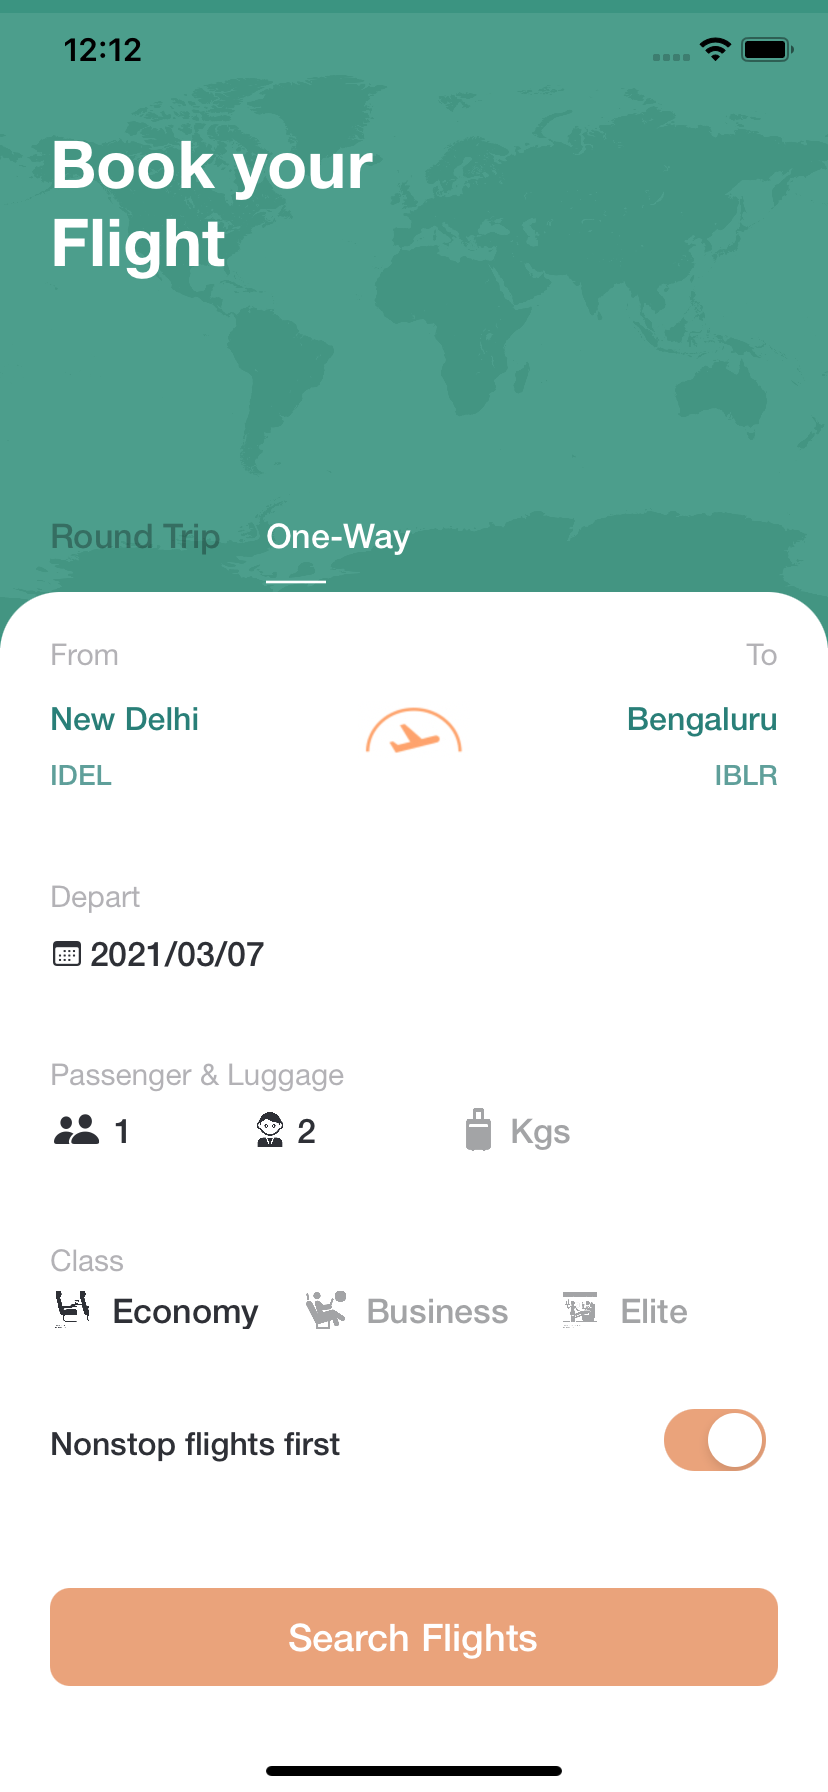 12:12
Book your
Flight
Round Trip One-Way
From To
New Delhi Bengaluru
IDEL IBLR
Depart
2021/03/07
Passenger & Luggage
1 2 Kgs
Class
Economy Business Elite
Nonstop flights first
Search Flights